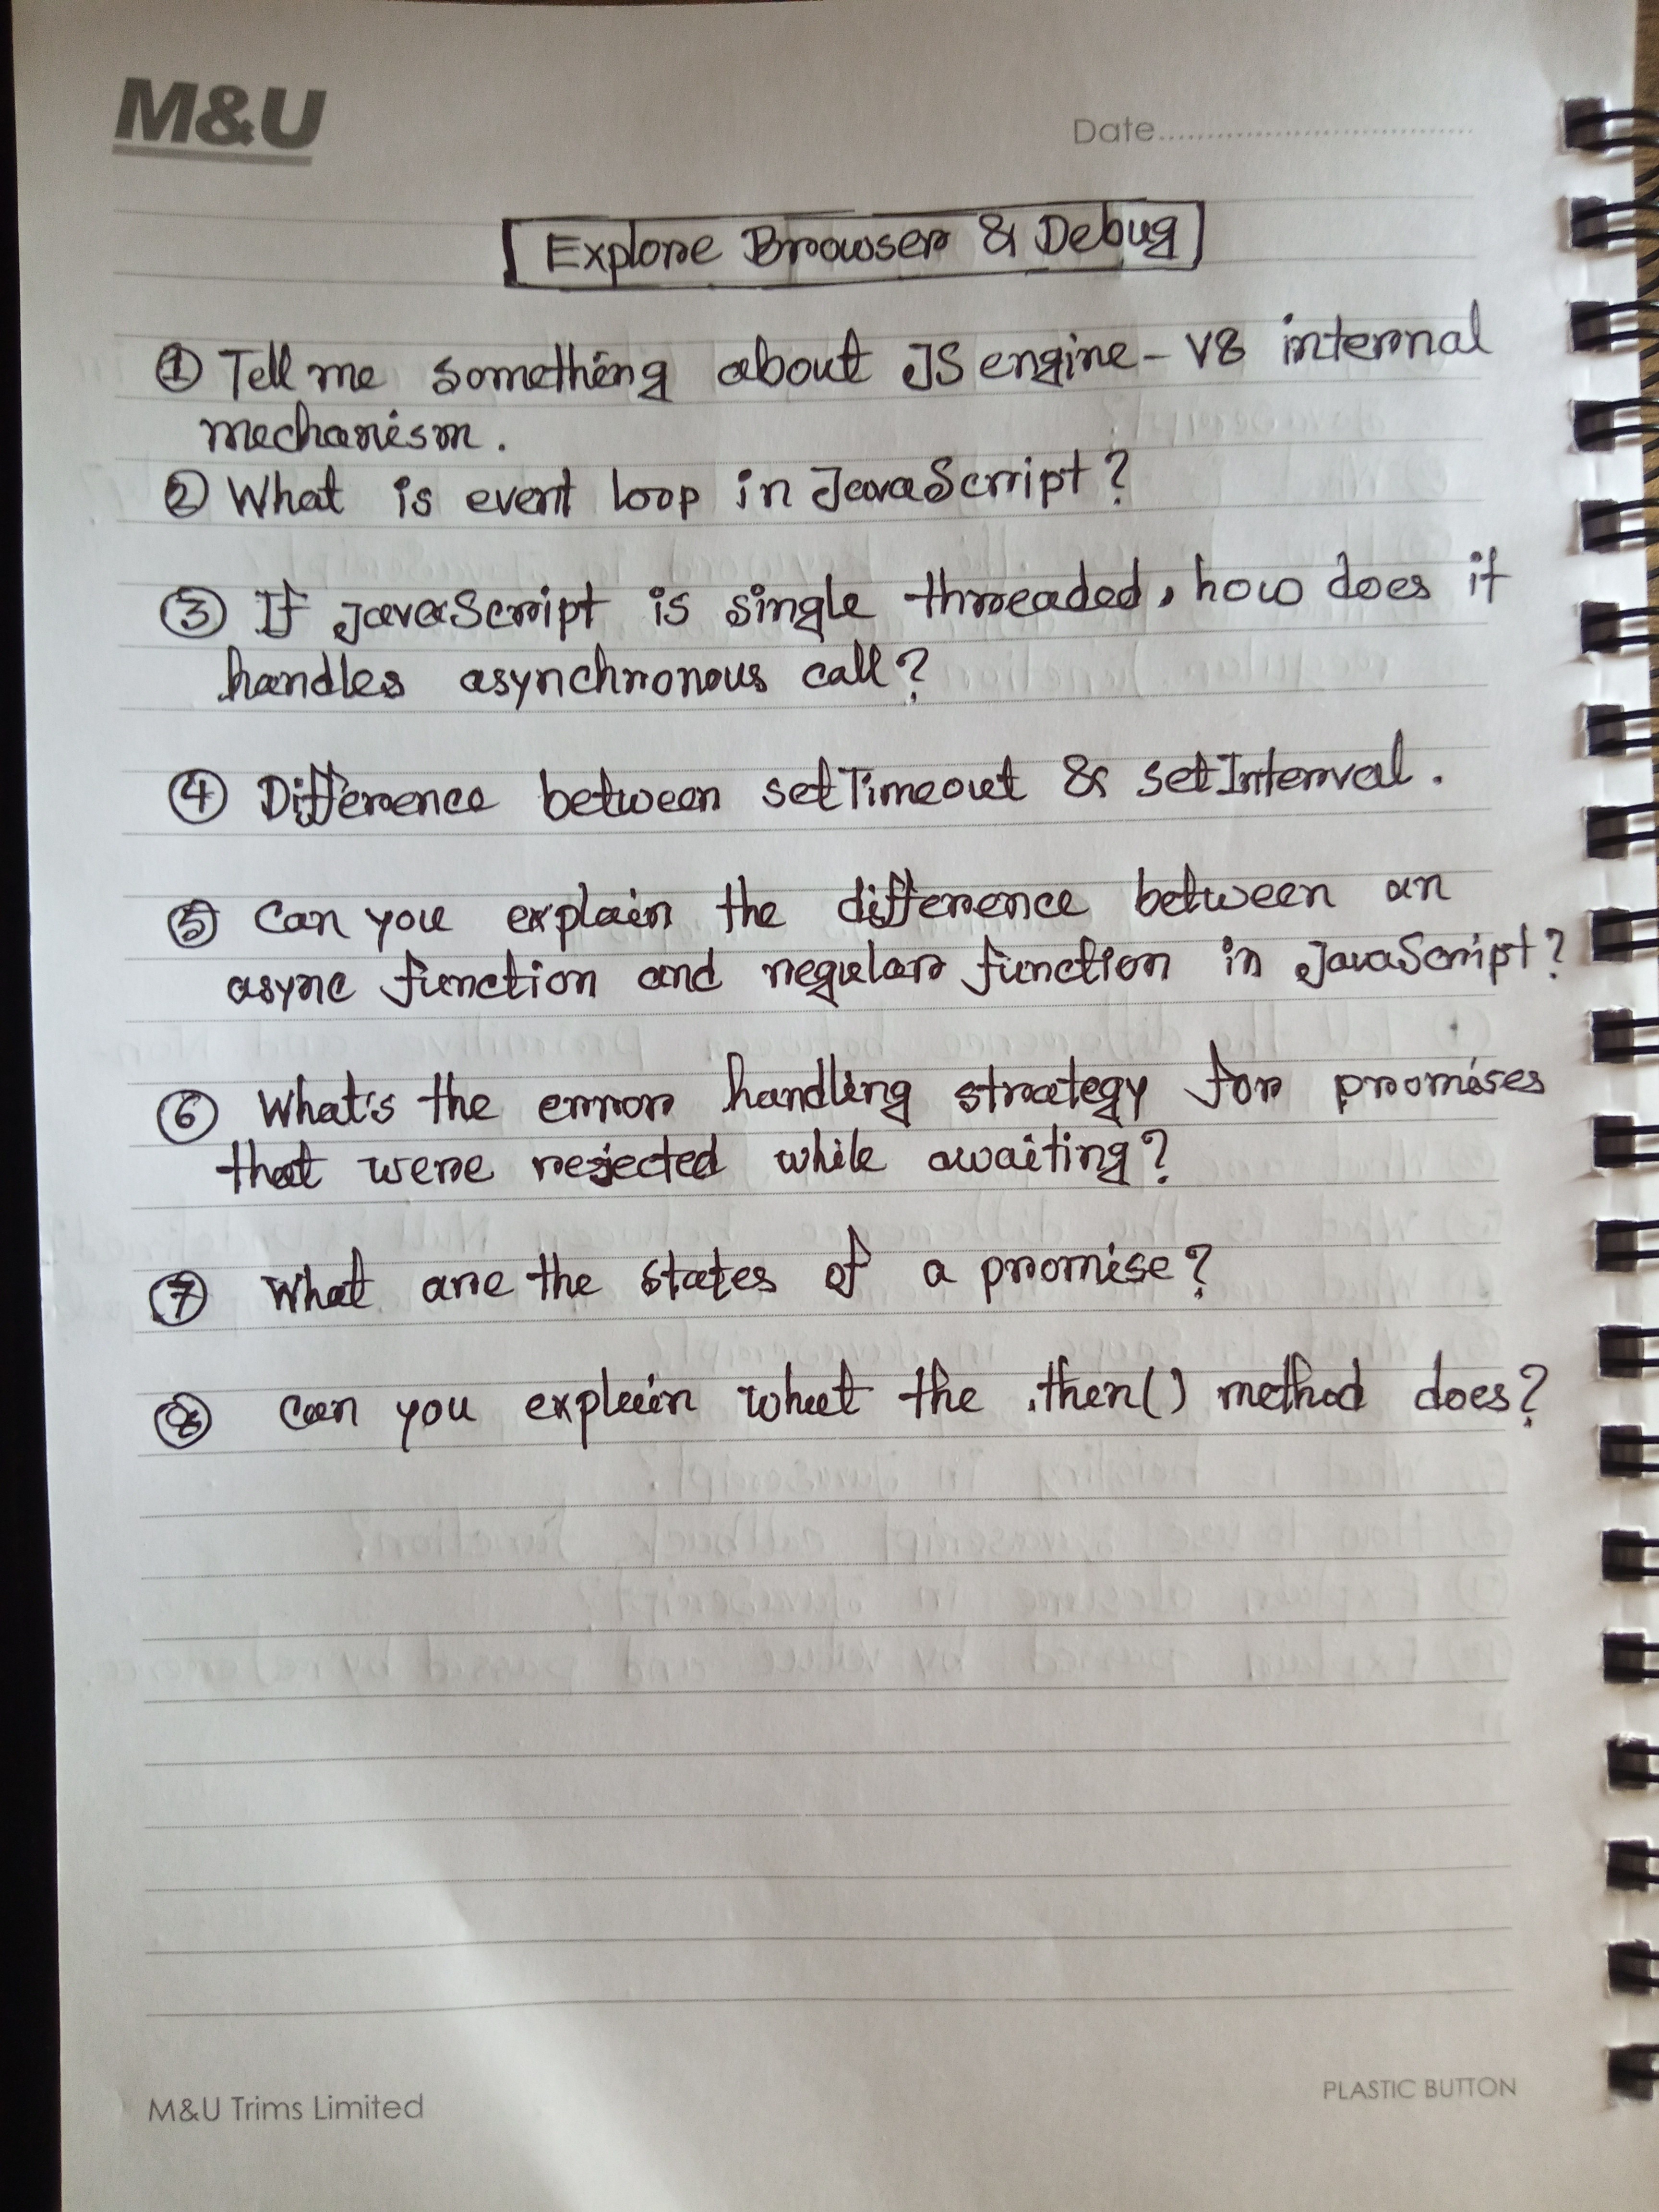 M&U
Date
Explore Browser & Debug
① Tell me something about JS engine - V8 internal
mechanism.
② What is event loop in JavaScript?
③ If JavaScript is single threaded, how does it
handles asynchronous call?
④ Difference between setTimeout & setInterval.
⑤ Can you explain the difference between an
async function and regular function in JavaScript?
⑥ What's the error handling strategy for promises
that were rejected while awaiting?
⑦ What are the states of a promise?
⑧ Can you explain what the .then() method does?
M&U Trims Limited
PLASTIC BUTTON